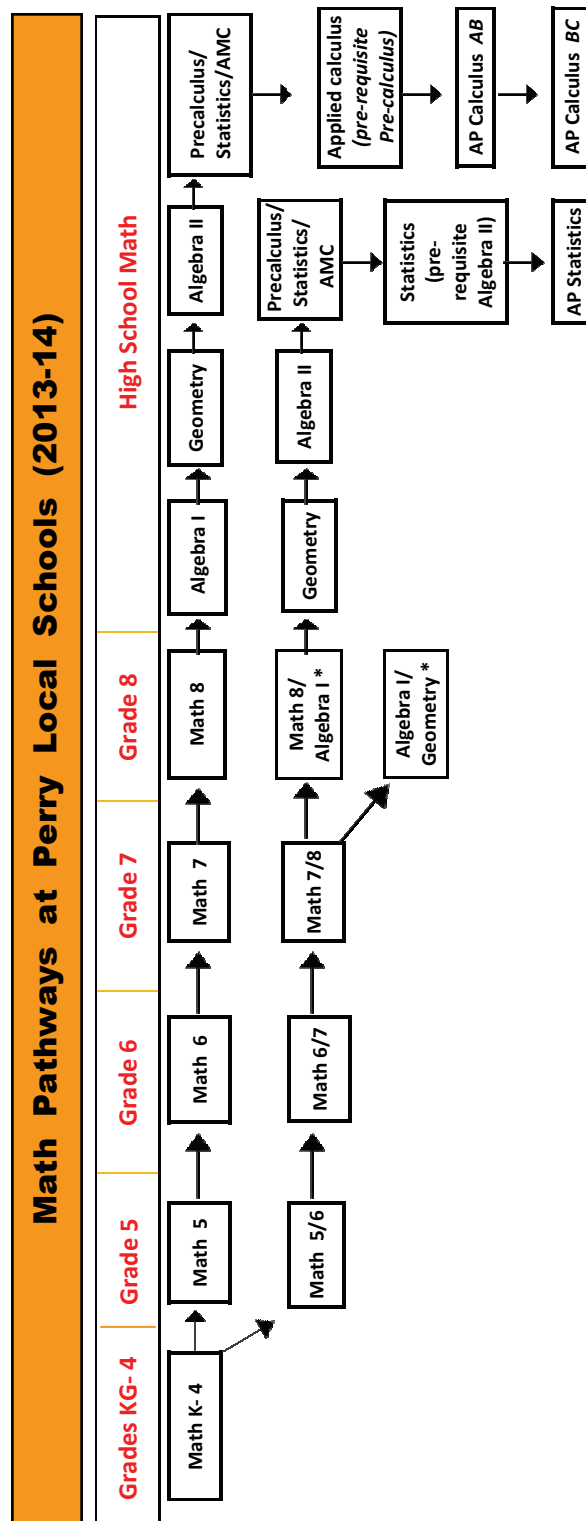 Math Pathways at Perry Local Schools (2013-14)
Grades KG- 4
Grade 5
Grade 6
Grade 7
Grade 8
High School Math
Math K- 4
Math 5
Math 6
Math 7
Math 8
Algebra I
Geometry
Algebra II
Precalculus/
Statistics/AMC
Math 5/6
Math 6/7
Math 7/8
Math 8/
Algebra I *
Geometry
Algebra II
Precalculus/
Statistics/
AMC
Applied calculus
(pre-requisite
Pre-calculus)
Algebra I/
Geometry *
Statistics
(pre-
requisite
Algebra II)
AP Calculus AB
AP Statistics
AP Calculus BC